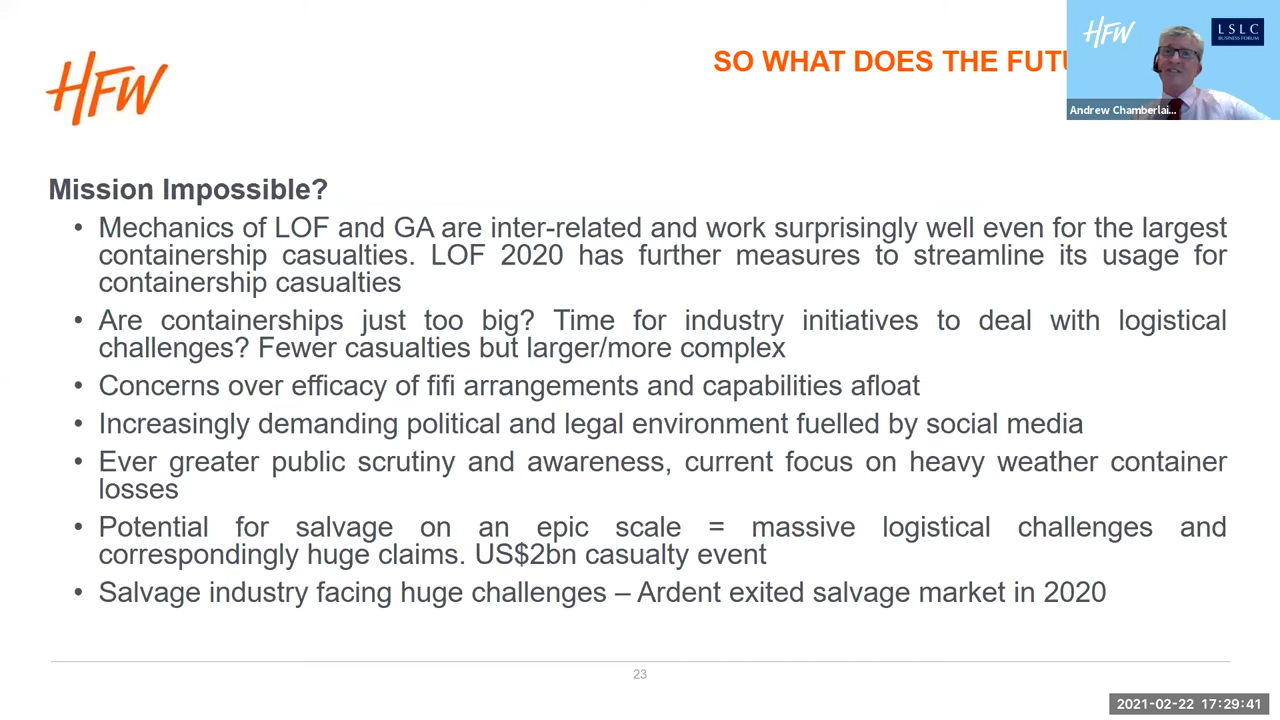 HFW
SO WHAT DOES THE
HFW
LSLC
BUSINESS FORUM
Andrew Chamberlai...
Mission Impossible?
• Mechanics of LOF and GA are inter-related and work surprisingly well even for the largest
containership casualties. LOF 2020 has further measures to streamline its usage for
containership casualties
• Are containerships just too big? Time for industry initiatives to deal with logistical
challenges? Fewer casualties but larger/more complex
• Concerns over efficacy of fifi arrangements and capabilities afloat
• Increasingly demanding political and legal environment fuelled by social media
• Ever greater public scrutiny and awareness, current focus on heavy weather container
losses
• Potential for salvage on an epic scale = massive logistical challenges and
correspondingly huge claims. US$2bn casualty event
• Salvage industry facing huge challenges – Ardent exited salvage market in 2020
23
2021-02-22 17:29:41